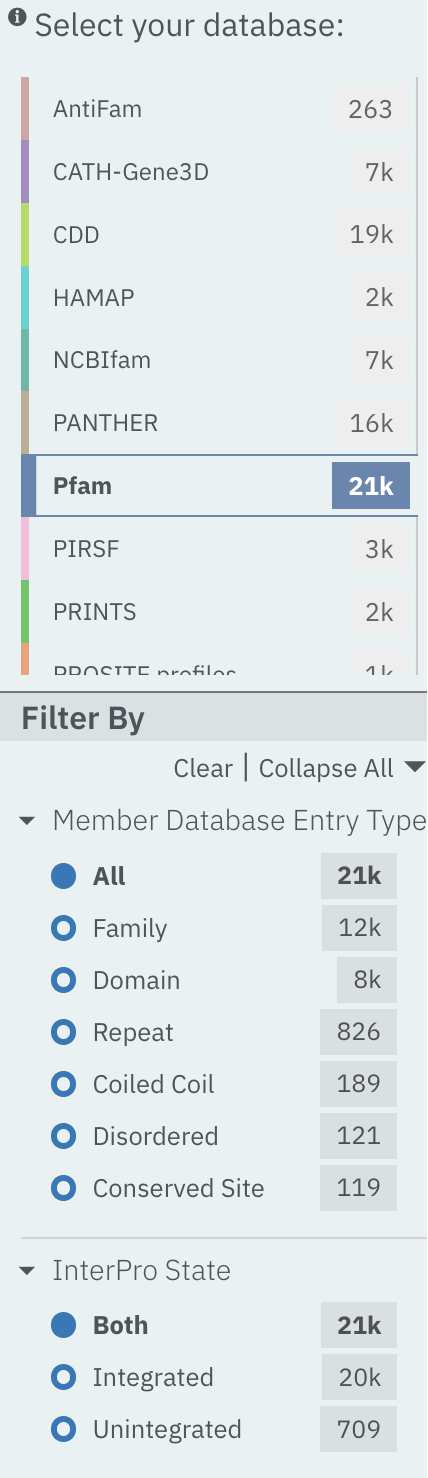 Select your database:
AntiFam 263
CATH-Gene3D 7k
CDD 19k
HAMAP 2k
NCBIfam 7k
PANTHER 16k
Pfam 21k
PIRSF 3k
PRINTS 2k
PROSITE profiles 1k
Filter By
Clear | Collapse All
Member Database Entry Type
All 21k
Family 12k
Domain 8k
Repeat 826
Coiled Coil 189
Disordered 121
Conserved Site 119
InterPro State
Both 21k
Integrated 20k
Unintegrated 709